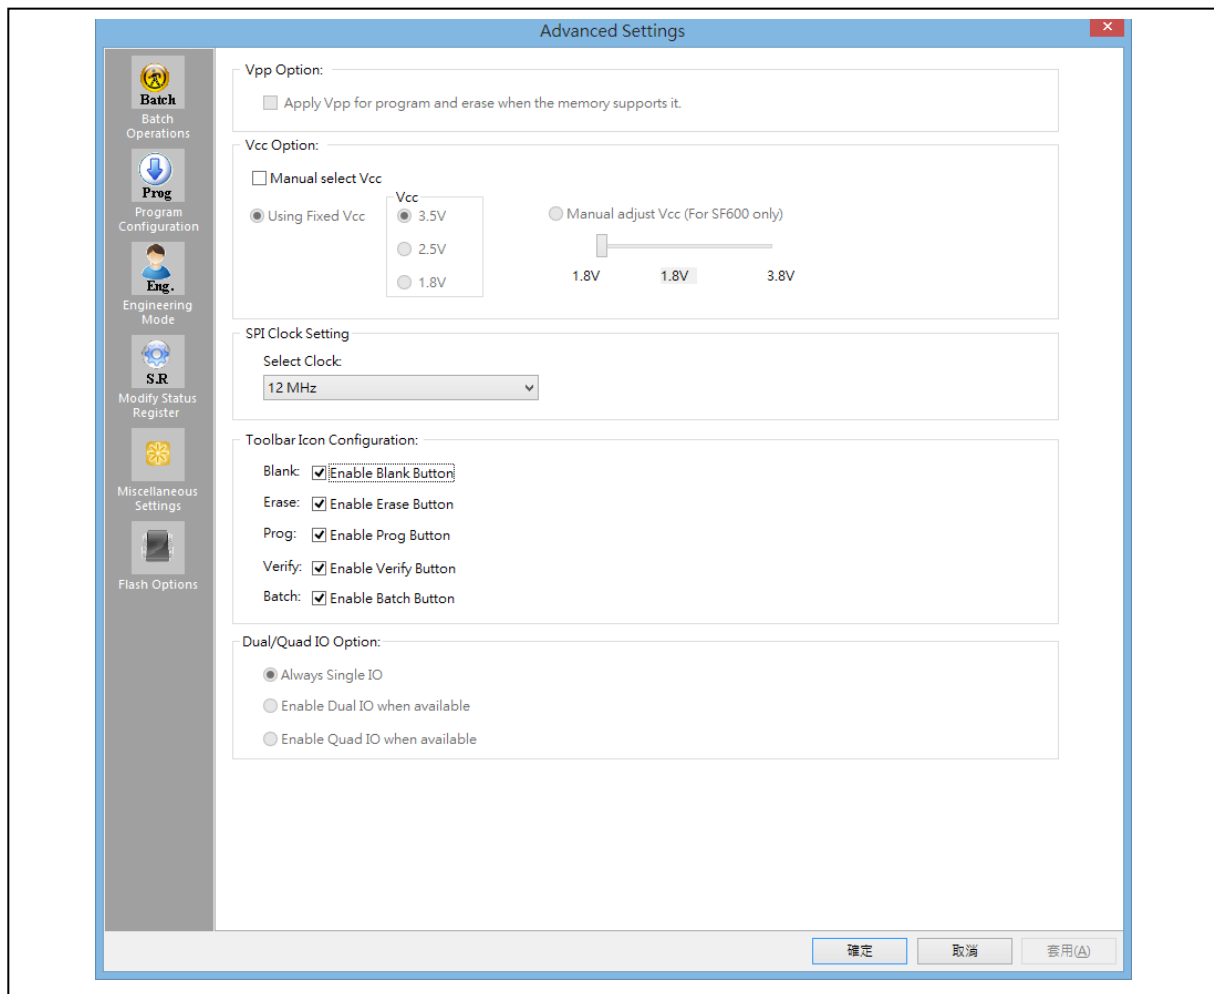 Advanced Settings
×
Batch
Batch
Operations
Prog
Program
Configuration
Eng.
Engineering
Mode
S.R
Modify Status
Register
Miscellaneous
Settings
Flash Options
Vpp Option:
Apply Vpp for program and erase when the memory supports it.
Vcc Option:
Manual select Vcc
Using Fixed Vcc
Vcc
3.5V
2.5V
1.8V
Manual adjust Vcc (For SF600 only)
1.8V 1.8V 3.8V
SPI Clock Setting
Select Clock:
12 MHz
Toolbar Icon Configuration:
Blank: Enable Blank Button
Erase: Enable Erase Button
Prog: Enable Prog Button
Verify: Enable Verify Button
Batch: Enable Batch Button
Dual/Quad IO Option:
Always Single IO
Enable Dual IO when available
Enable Quad IO when available
確定 取消 套用(A)